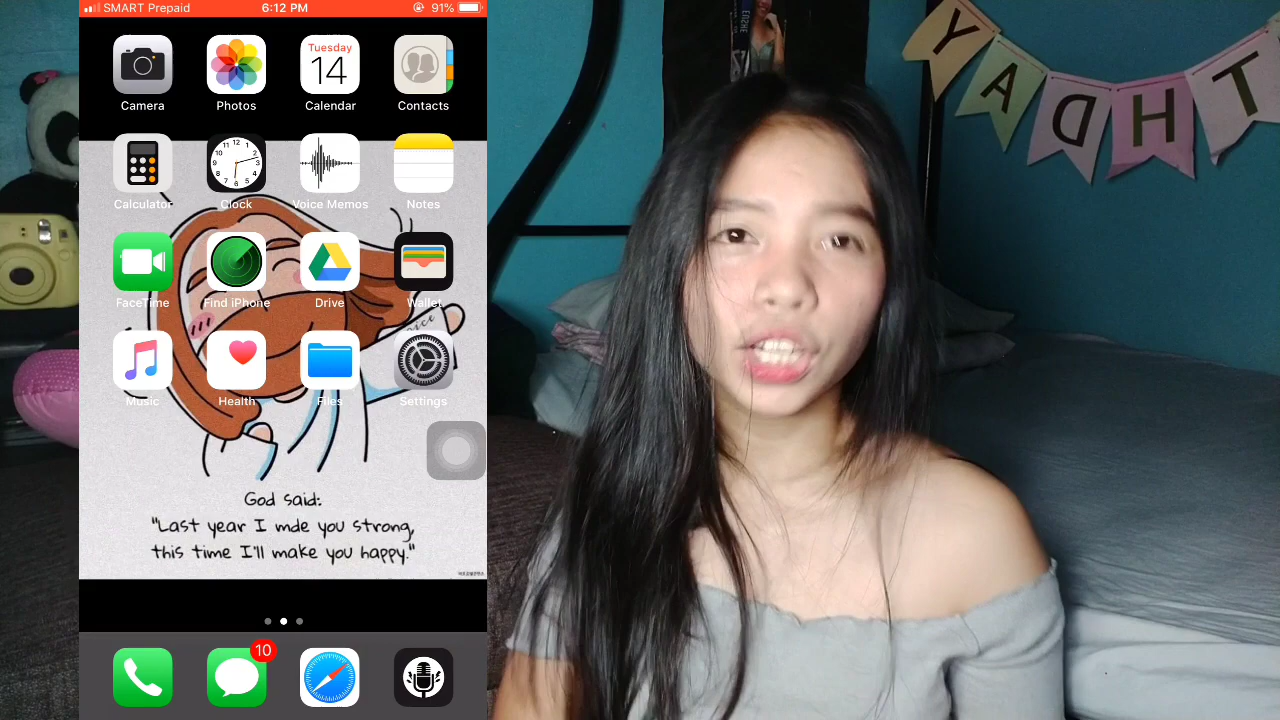 SMART Prepaid 6:12 PM 91%
Tuesday
14
Camera Photos Calendar Contacts
Calculator Clock Voice Memos Notes
FaceTime Find iPhone Drive Wallet
Music Health Files Settings
God said:
"Last year I mde you strong,
this time I'll make you happy."
10
YADHT